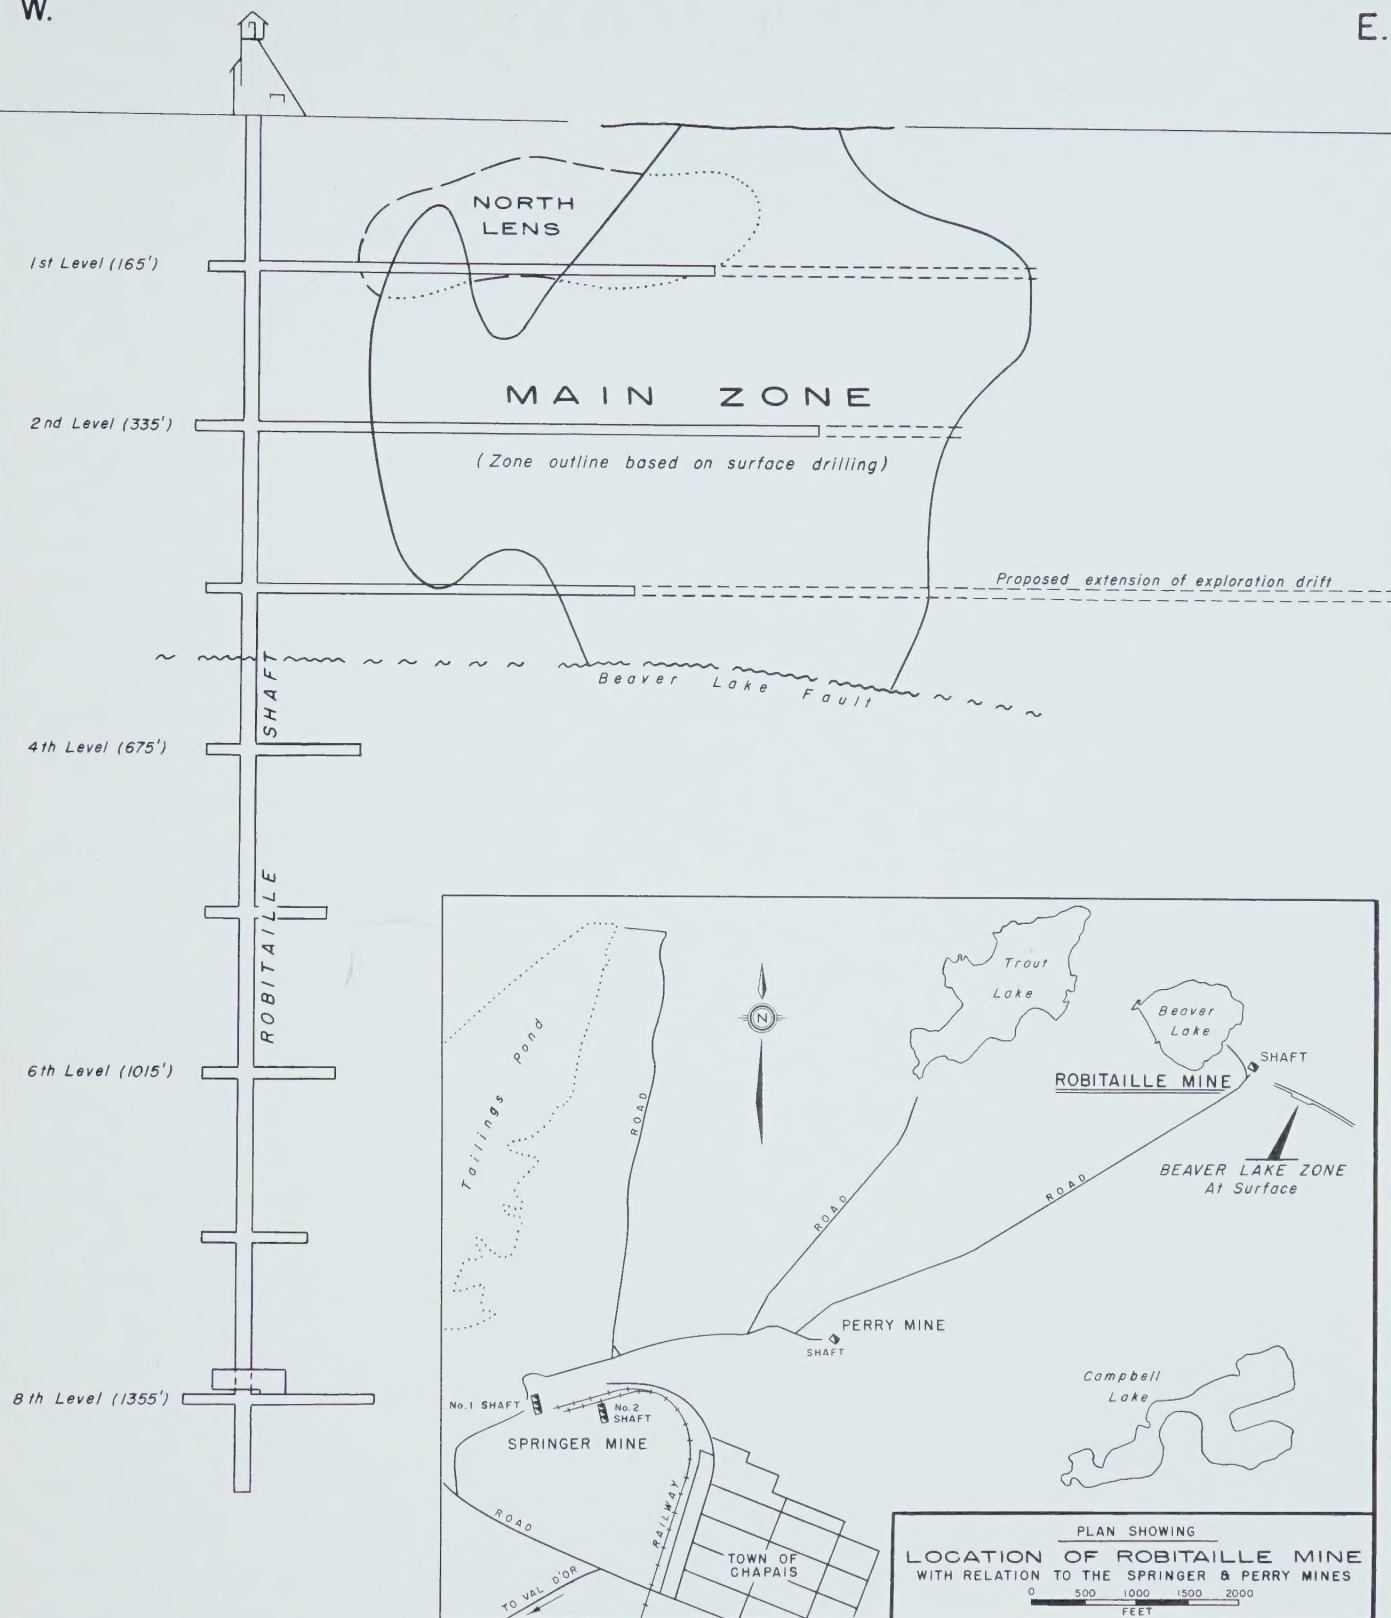 W.
E.
NORTH
LENS
1st Level (165')
MAIN ZONE
2nd Level (335')
(Zone outline based on surface drilling)
Proposed extension of exploration drift
Beaver Lake Fault
SHAFT
4th Level (675')
ROBITAILLE
6th Level (1015')
8th Level (1355')
Trout
Lake
Beaver
Lake
N
SHAFT
ROBITAILLE MINE
Tailings Pond
ROAD
BEAVER LAKE ZONE
At Surface
ROAD
ROAD
PERRY MINE
SHAFT
Campbell
Lake
No.1 SHAFT
No.2
SHAFT
SPRINGER MINE
RAILWAY
ROAD
TOWN OF
CHAPAIS
TO VAL D'OR
PLAN SHOWING
LOCATION OF ROBITAILLE MINE
WITH RELATION TO THE SPRINGER & PERRY MINES
0 500 1000 1500 2000
FEET